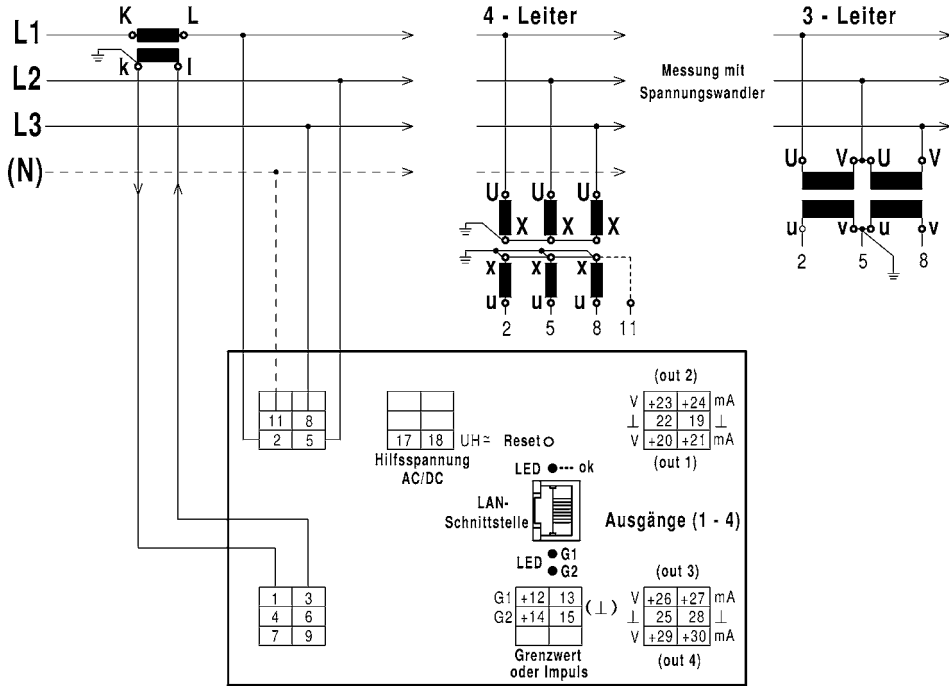 K L 4 - Leiter 3 - Leiter
L1
k l
L2
Messung mit
Spannungswandler
L3
(N)
U V U V
U U U
X X X
u v u v
2 5 8
x x x
u u u
2 5 8 11
(out 2)
V +23 +24 mA
11 8 ⊥ 22 19 ⊥
2 5 17 18 UH≂ Reset V +20 +21 mA
Hilfsspannung
AC/DC
(out 1)
LED --- ok
LAN-
Schnittstelle
Ausgänge (1 - 4)
LED G1
G2
(out 3)
1 3 G1 +12 13 (⊥) V +26 +27 mA
4 6 G2 +14 15 ⊥ 25 28 ⊥
7 9 V +29 +30 mA
Grenzwert
oder Impuls
(out 4)